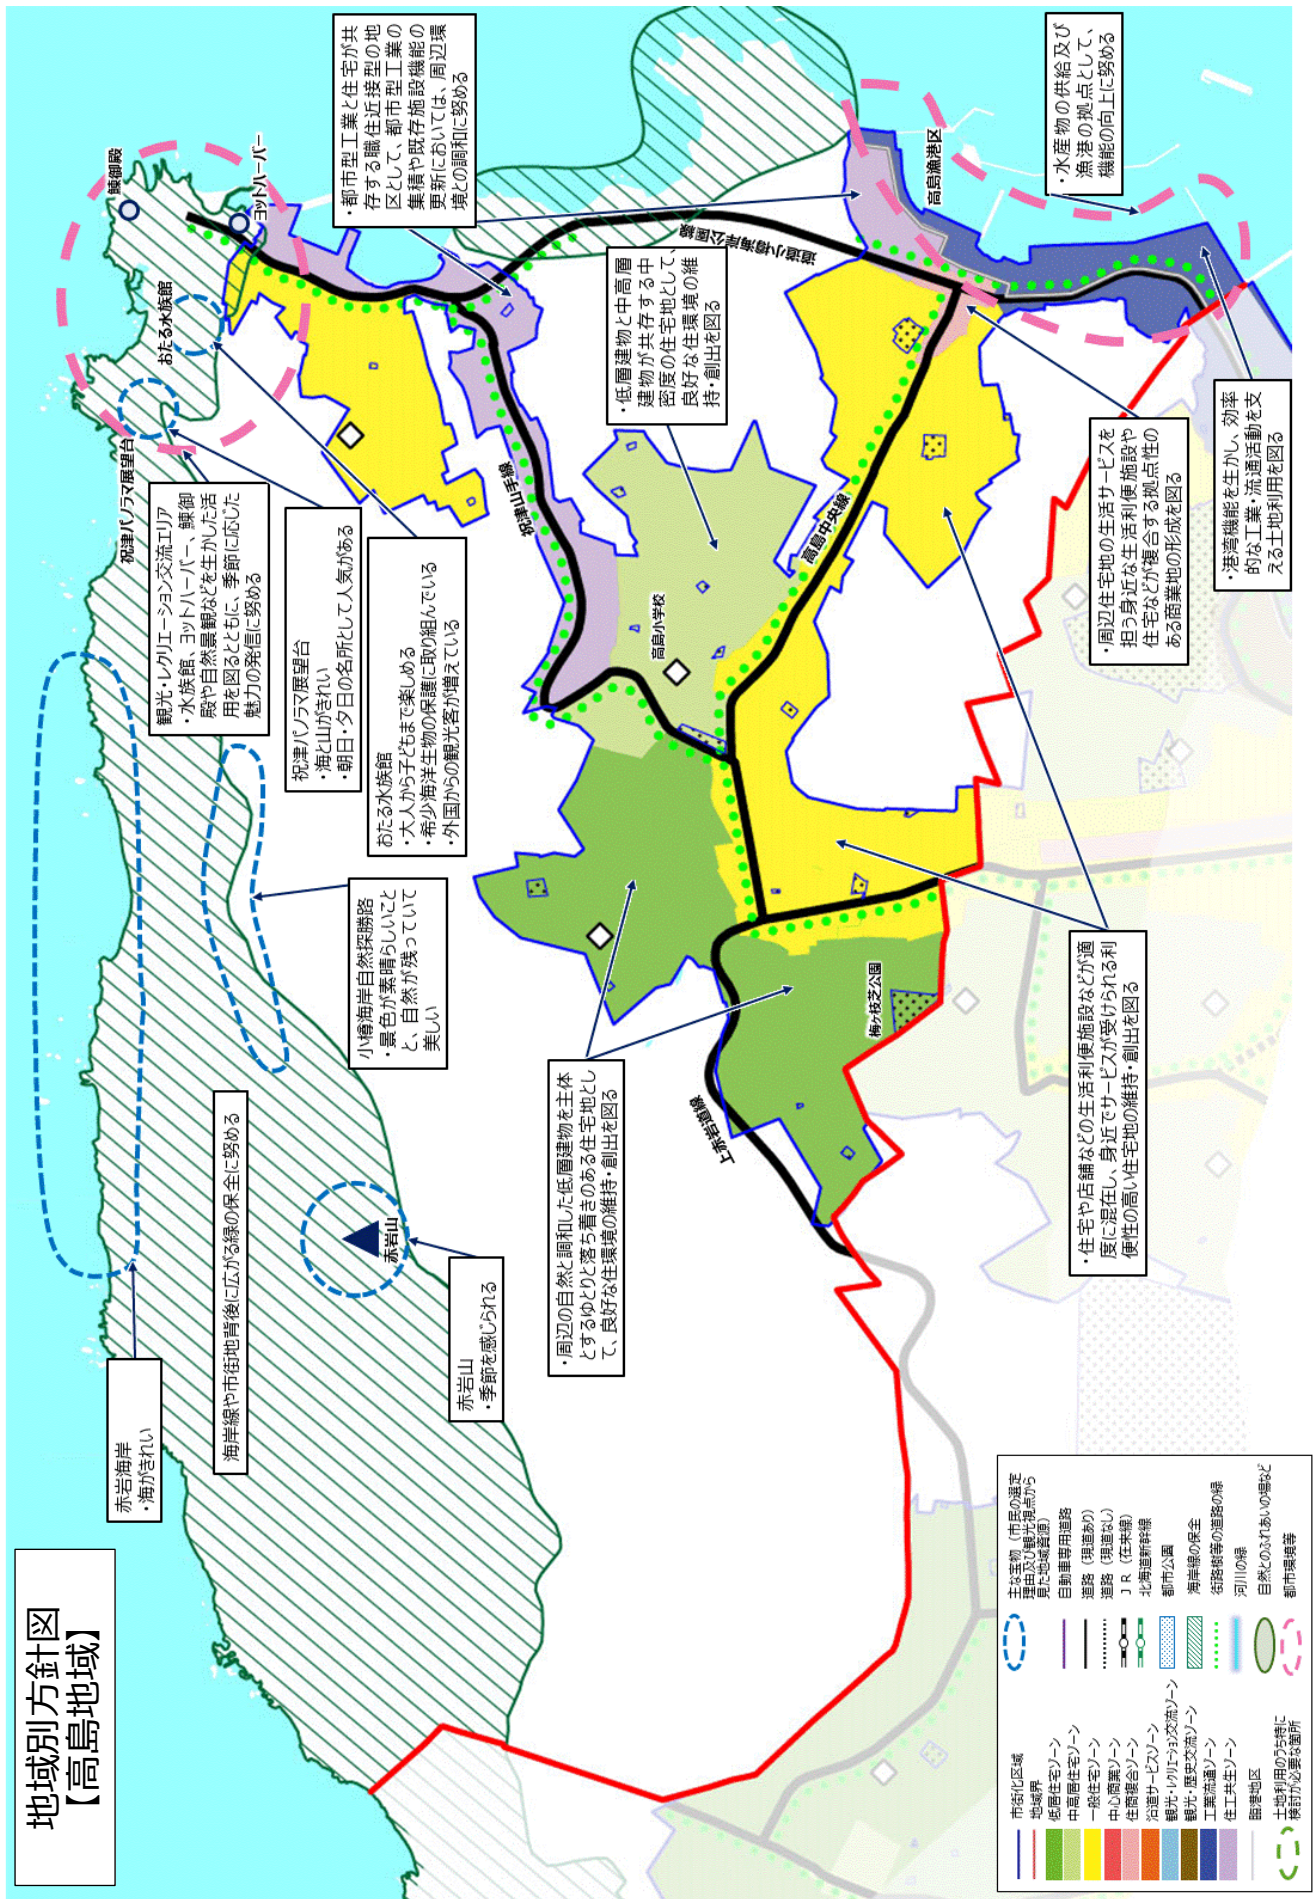 地域別方針図
【高島地域】
赤岩海岸
・海がきれい
海岸線や市街地背後に広がる緑の保全に努める
赤岩山
赤岩山
・季節を感じられる
小樽海岸自然探勝路
・景色が素晴らしいこと
と、自然が残っていて
美しい
観光・レクリエーション交流エリア
・水族館、ヨットハーバー、鰊御
殿や自然景観などを生かした活
用を図るとともに、季節に応じた
魅力の発信に努める
祝津パノラマ展望台
・海と山がきれい
・朝日・夕日の名所として人気がある
おたる水族館
・大人から子どもまで楽しめる
・希少海洋生物の保護に取り組んでいる
・外国からの観光客が増えている
祝津パノラマ展望台
おたる水族館
鰊御殿
ヨットハーバー
・都市型工業と住宅が共
存する職住近接型の地
区として、都市型工業の
集積や既存施設機能の
更新においては、周辺環
境との調和に努める
祝津山手線
道道小樽海岸公園線
・低層建物と中高層
建物が共存する中
密度の住宅地として、
良好な住環境の維
持・創出を図る
高島小学校
高島中央線
高島漁港区
・水産物の供給及び
漁港の拠点として、
機能の向上に努める
・周辺の自然と調和した低層建物を主体
とするゆとりと落ち着きのある住宅地とし
て、良好な住環境の維持・創出を図る
上赤岩道線
梅ヶ枝芝公園
・周辺住宅地の生活サービスを
担う身近な生活利便施設や
住宅などが複合する拠点性の
ある商業地の形成を図る
・港湾機能を生かし、効率
的な工業・流通活動を支
える土地利用を図る
・住宅や店舗などの生活利便施設などが適
度に混在し、身近でサービスが受けられる利
便性の高い住宅地の維持・創出を図る
市街化区域
地域界
低層住宅ゾーン
中高層住宅ゾーン
一般住宅ゾーン
中心商業ゾーン
住商複合ゾーン
沿道サービスゾーン
観光・レクリエーション交流ゾーン
観光・歴史交流ゾーン
工業流通ゾーン
住工共生ゾーン
臨港地区
土地利用のうち特に
検討が必要な箇所
主な宝物（市民の選定
理由及び観光視点から
見た地域資源）
自動車専用道路
道路（現道あり）
道路（現道なし）
ＪＲ（在来線）
北海道新幹線
都市公園
海岸線の保全
街路樹等の道路の緑
河川の緑
自然とのふれあいの場など
都市環境等